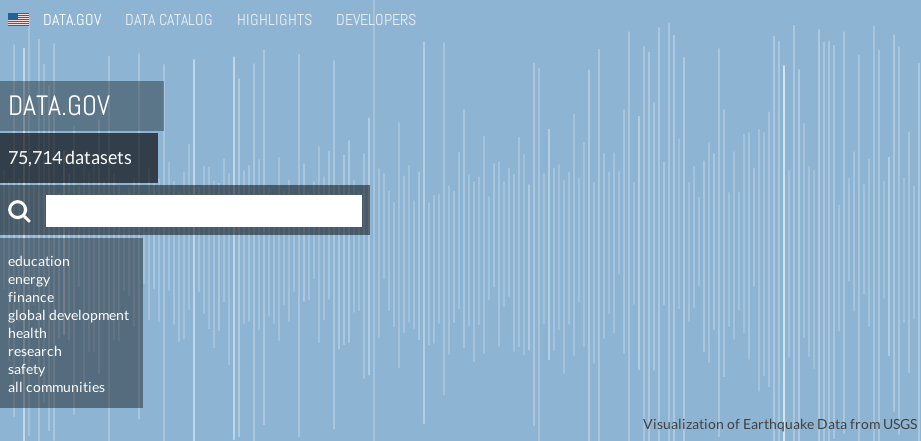 DATA.GOV DATA CATALOG HIGHLIGHTS DEVELOPERS
DATA.GOV
75,714 datasets
education
energy
finance
global development
health
research
safety
all communities
Visualization of Earthquake Data from USGS